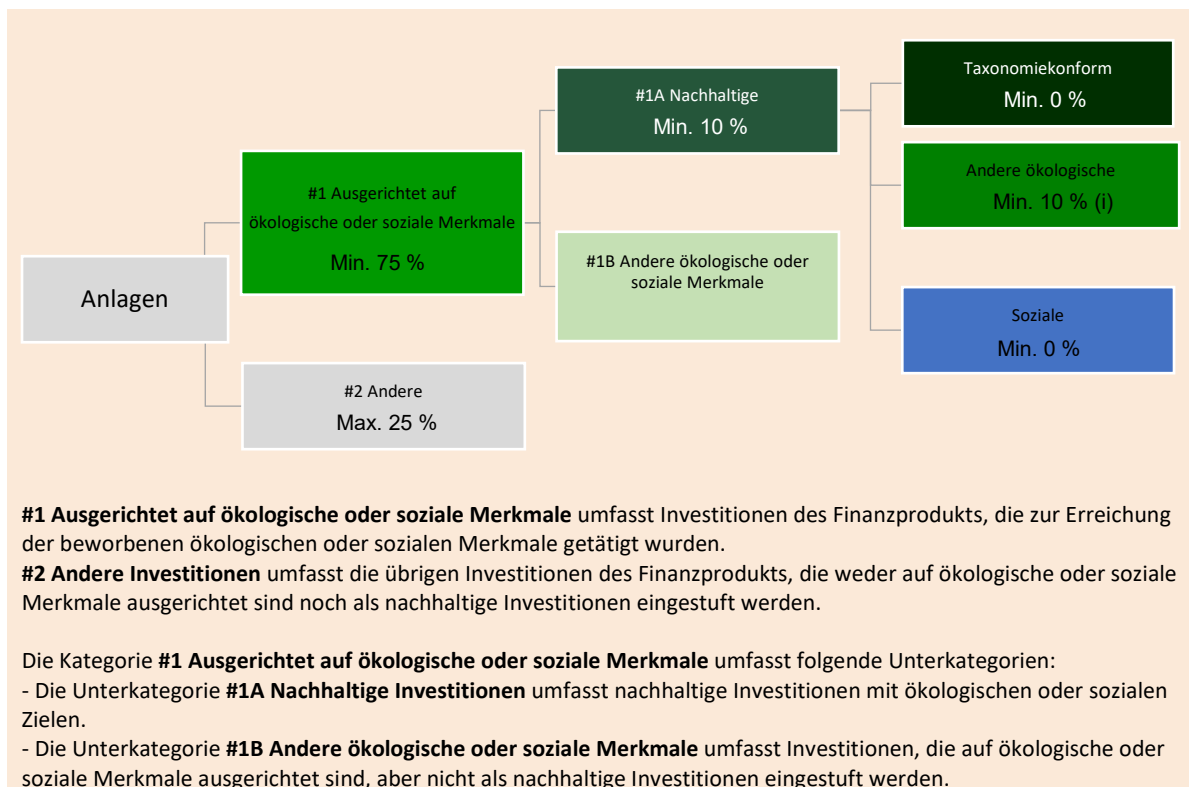 Anlagen
#1 Ausgerichtet auf
ökologische oder soziale Merkmale
Min. 75 %
#2 Andere
Max. 25 %
#1A Nachhaltige
Min. 10 %
#1B Andere ökologische oder
soziale Merkmale
Taxonomiekonform
Min. 0 %
Andere ökologische
Min. 10 % (i)
Soziale
Min. 0 %
#1 Ausgerichtet auf ökologische oder soziale Merkmale umfasst Investitionen des Finanzprodukts, die zur Erreichung
der beworbenen ökologischen oder sozialen Merkmale getätigt wurden.
#2 Andere Investitionen umfasst die übrigen Investitionen des Finanzprodukts, die weder auf ökologische oder soziale
Merkmale ausgerichtet sind noch als nachhaltige Investitionen eingestuft werden.
Die Kategorie #1 Ausgerichtet auf ökologische oder soziale Merkmale umfasst folgende Unterkategorien:
- Die Unterkategorie #1A Nachhaltige Investitionen umfasst nachhaltige Investitionen mit ökologischen oder sozialen
Zielen.
- Die Unterkategorie #1B Andere ökologische oder soziale Merkmale umfasst Investitionen, die auf ökologische oder
soziale Merkmale ausgerichtet sind, aber nicht als nachhaltige Investitionen eingestuft werden.